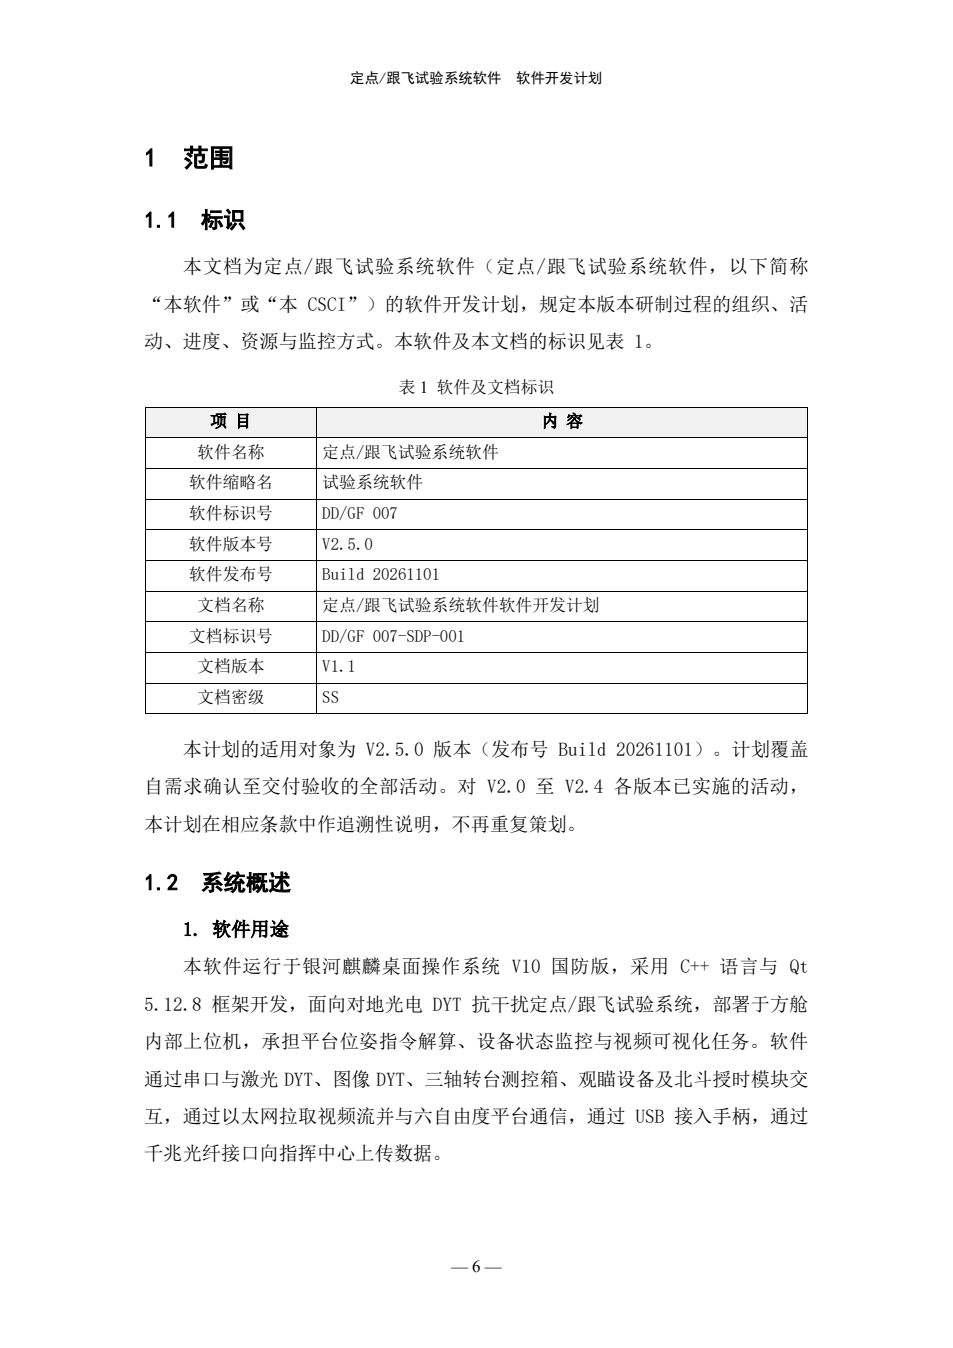 定点/跟飞试验系统软件 软件开发计划
1 范围
1.1 标识
本文档为定点/跟飞试验系统软件（定点/跟飞试验系统软件，以下简称
“本软件”或“本 CSCI”）的软件开发计划，规定本版本研制过程的组织、活
动、进度、资源与监控方式。本软件及本文档的标识见表 1。
表 1 软件及文档标识
项 目 内 容
软件名称 定点/跟飞试验系统软件
软件缩略名 试验系统软件
软件标识号 DD/GF 007
软件版本号 V2.5.0
软件发布号 Build 20261101
文档名称 定点/跟飞试验系统软件软件开发计划
文档标识号 DD/GF 007-SDP-001
文档版本 V1.1
文档密级 SS
本计划的适用对象为 V2.5.0 版本（发布号 Build 20261101）。计划覆盖
自需求确认至交付验收的全部活动。对 V2.0 至 V2.4 各版本已实施的活动，
本计划在相应条款中作追溯性说明，不再重复策划。
1.2 系统概述
1. 软件用途
本软件运行于银河麒麟桌面操作系统 V10 国防版，采用 C++ 语言与 Qt
5.12.8 框架开发，面向对地光电 DYT 抗干扰定点/跟飞试验系统，部署于方舱
内部上位机，承担平台位姿指令解算、设备状态监控与视频可视化任务。软件
通过串口与激光 DYT、图像 DYT、三轴转台测控箱、观瞄设备及北斗授时模块交
互，通过以太网拉取视频流并与六自由度平台通信，通过 USB 接入手柄，通过
千兆光纤接口向指挥中心上传数据。
— 6 —